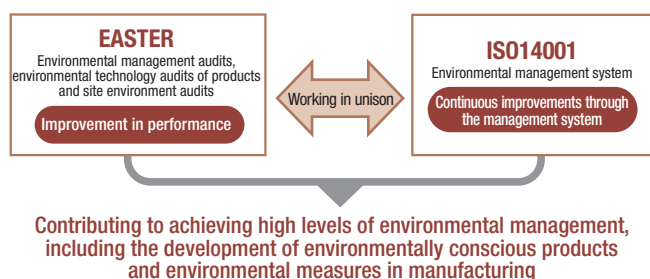 EASTER
Environmental management audits,
environmental technology audits of products
and site environment audits
Improvement in performance
Working in unison
ISO14001
Environmental management system
Continuous improvements through
the management system
Contributing to achieving high levels of environmental management,
including the development of environmentally conscious products
and environmental measures in manufacturing